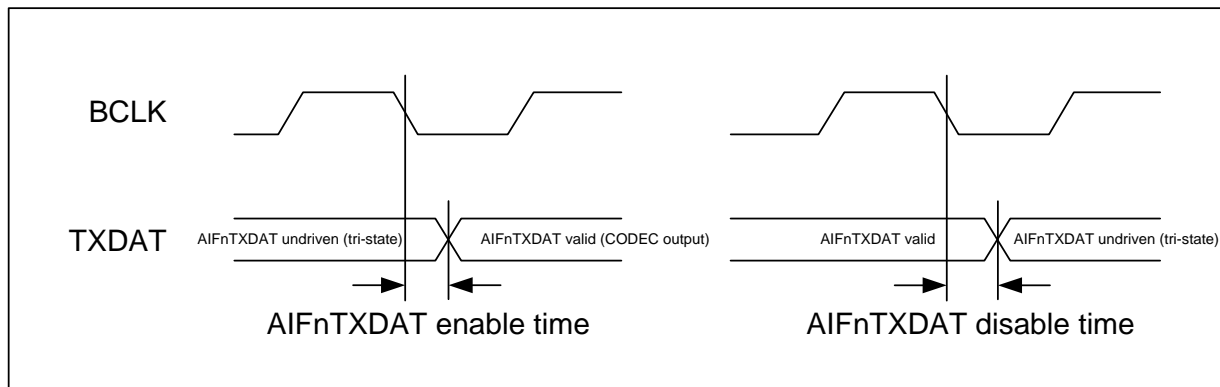 BCLK
TXDAT
AIFnTXDAT undriven (tri-state)
AIFnTXDAT valid (CODEC output)
AIFnTXDAT valid
AIFnTXDAT undriven (tri-state)
AIFnTXDAT enable time
AIFnTXDAT disable time